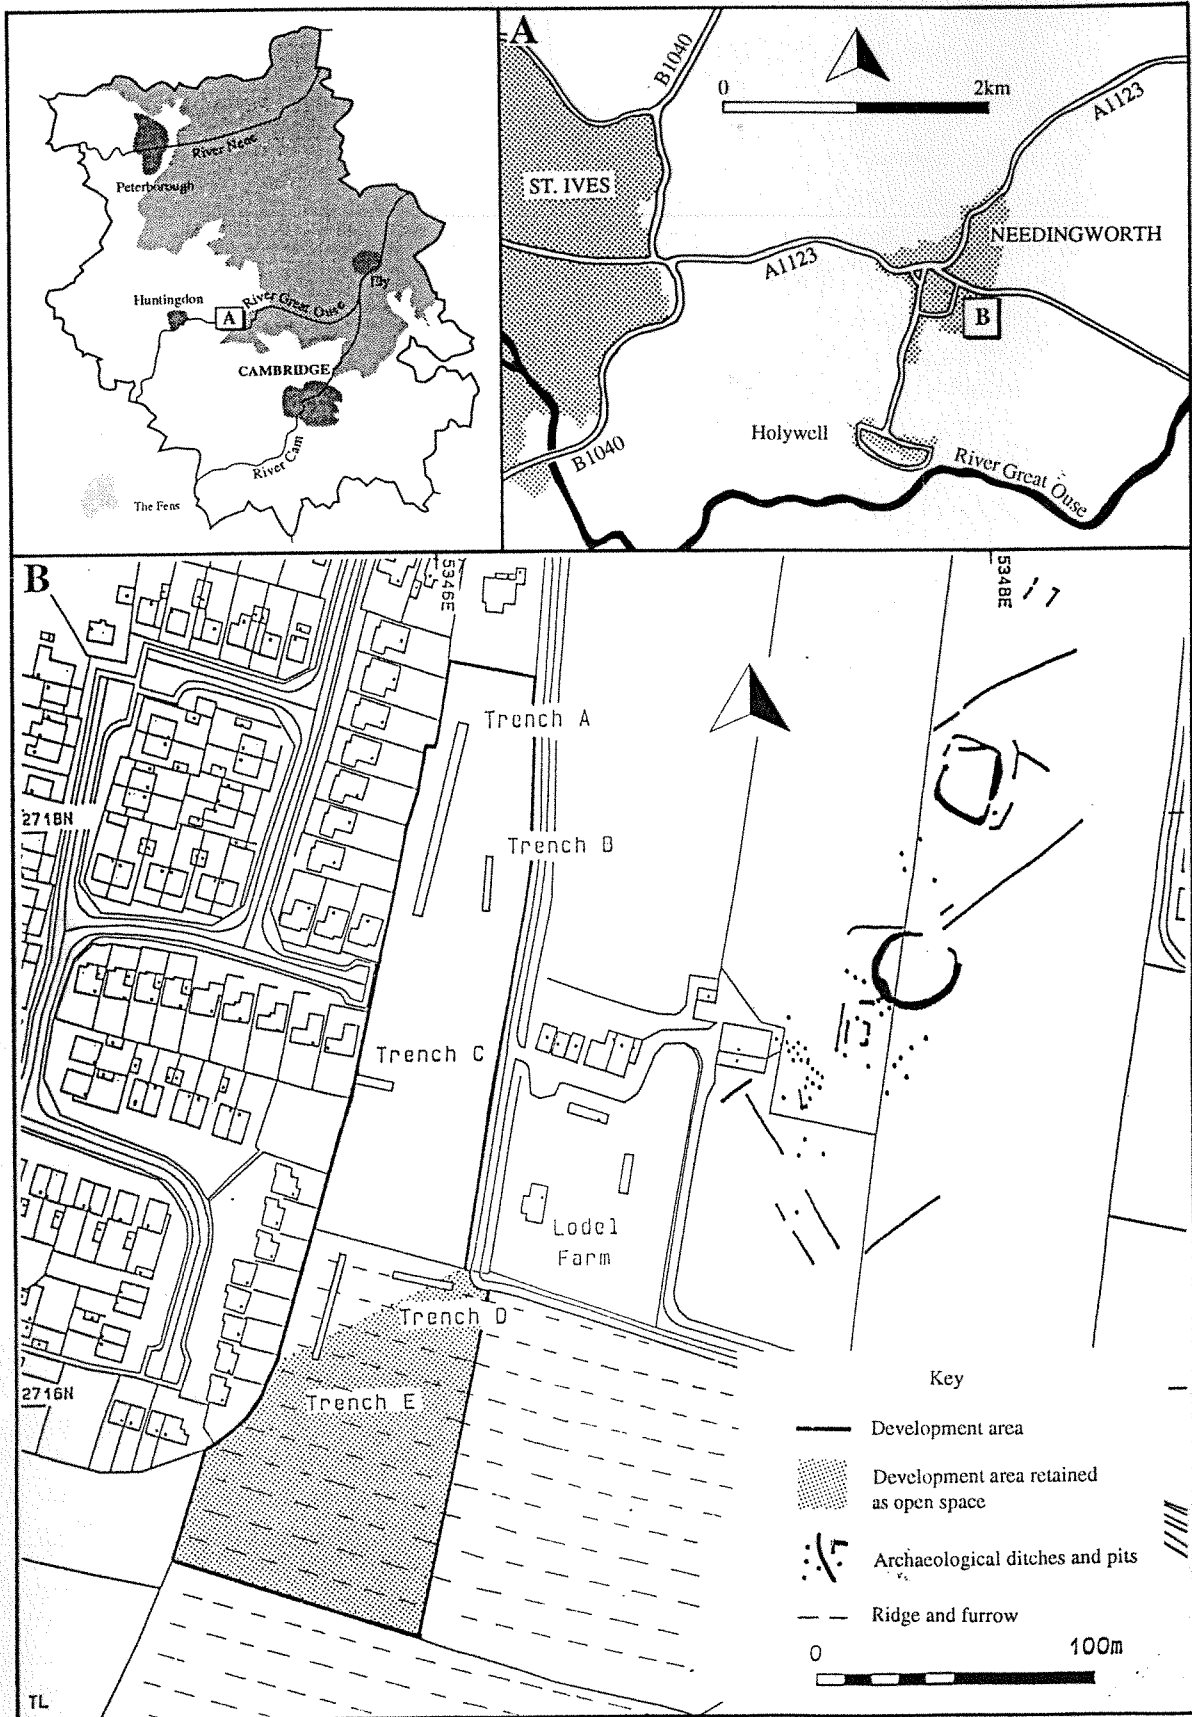 River Nene
Peterborough
Huntingdon
A
River Great Ouse
Ely
CAMBRIDGE
River Cam
The Fens
A
B1040
0 2km
A1123
ST. IVES
NEEDINGWORTH
A1123
B
Holywell
B1040
River Great Ouse
B
5346E
5348E
Trench A
2718N
Trench B
Trench C
Lodel
Farm
Trench D
Trench E
2716N
Key
Development area
Development area retained
as open space
Archaeological ditches and pits
Ridge and furrow
0 100m
TL